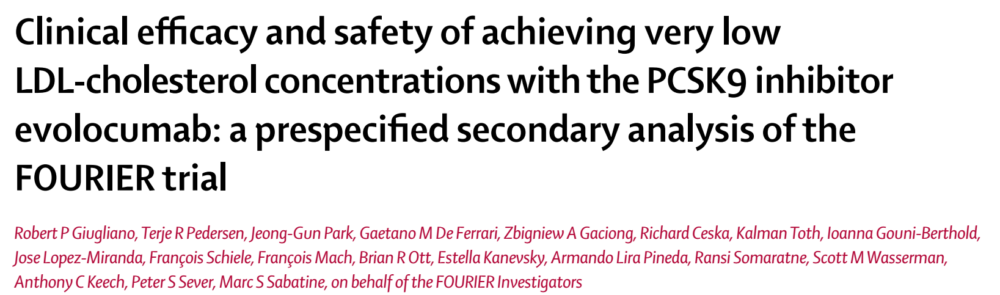 Clinical efficacy and safety of achieving very low
LDL-cholesterol concentrations with the PCSK9 inhibitor
evolocumab: a prespecified secondary analysis of the
FOURIER trial
Robert P Giugliano, Terje R Pedersen, Jeong-Gun Park, Gaetano M De Ferrari, Zbigniew A Gaciong, Richard Ceska, Kalman Toth, Ioanna Gouni-Berthold,
Jose Lopez-Miranda, François Schiele, François Mach, Brian R Ott, Estella Kanevsky, Armando Lira Pineda, Ransi Somaratne, Scott M Wasserman,
Anthony C Keech, Peter S Sever, Marc S Sabatine, on behalf of the FOURIER Investigators